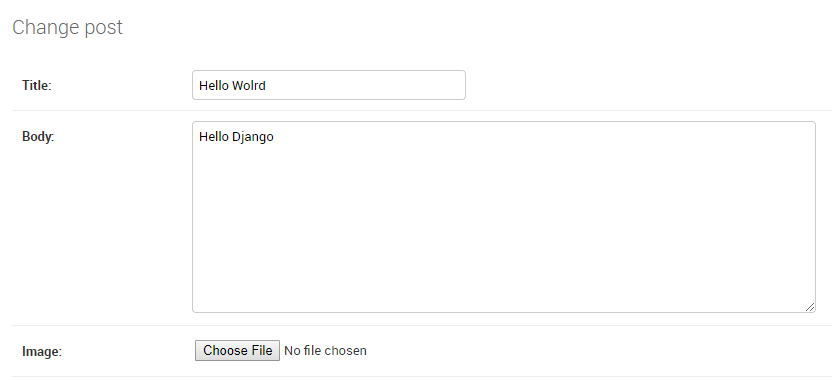 Change post
Title: Hello Wolrd
Body: Hello Django
Image: Choose File No file chosen